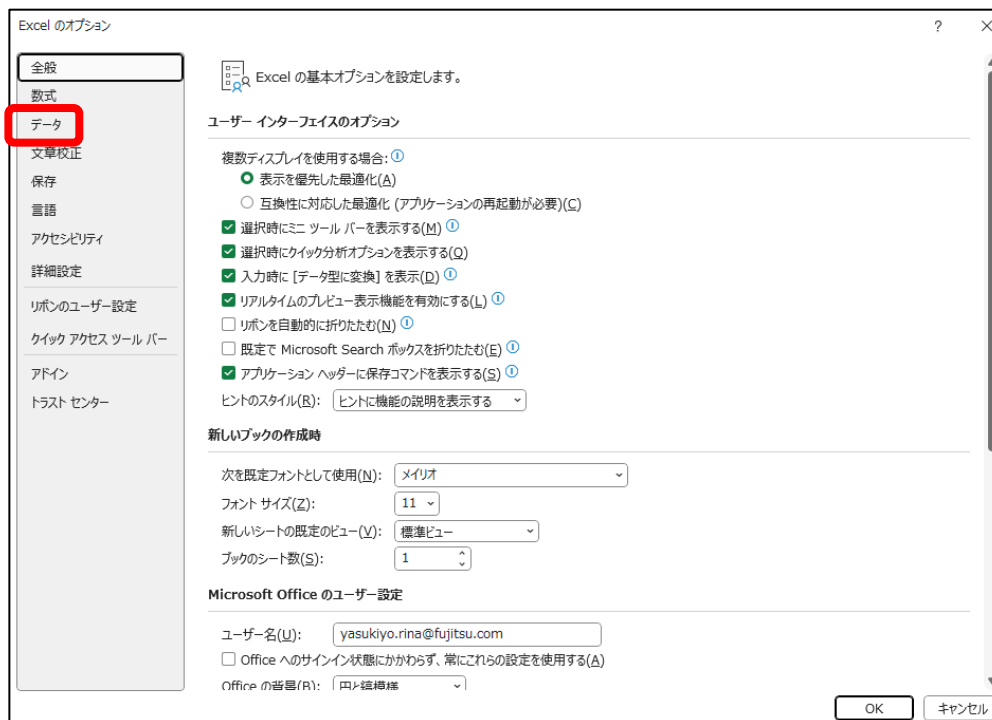 Excel のオプション
?
全般
数式
データ
文章校正
保存
言語
アクセシビリティ
詳細設定
リボンのユーザー設定
クイック アクセス ツール バー
アドイン
トラスト センター
Excel の基本オプションを設定します。
ユーザー インターフェイスのオプション
複数ディスプレイを使用する場合:
表示を優先した最適化(A)
互換性に対応した最適化 (アプリケーションの再起動が必要)(C)
選択時にミニ ツール バーを表示する(M)
選択時にクイック分析オプションを表示する(Q)
入力時に [データ型に変換] を表示(D)
リアルタイムのプレビュー表示機能を有効にする(L)
リボンを自動的に折りたたむ(N)
既定で Microsoft Search ボックスを折りたたむ(E)
アプリケーション ヘッダーに保存コマンドを表示する(S)
ヒントのスタイル(R): ヒントに機能の説明を表示する
新しいブックの作成時
次を既定フォントとして使用(N): メイリオ
フォント サイズ(Z): 11
新しいシートの既定のビュー(V): 標準ビュー
ブックのシート数(S): 1
Microsoft Office のユーザー設定
ユーザー名(U): yasukiyo.rina@fujitsu.com
Office へのサインイン状態にかかわらず、常にこれらの設定を使用する(A)
Office の背景(B): 円と縞模様
OK
キャンセル